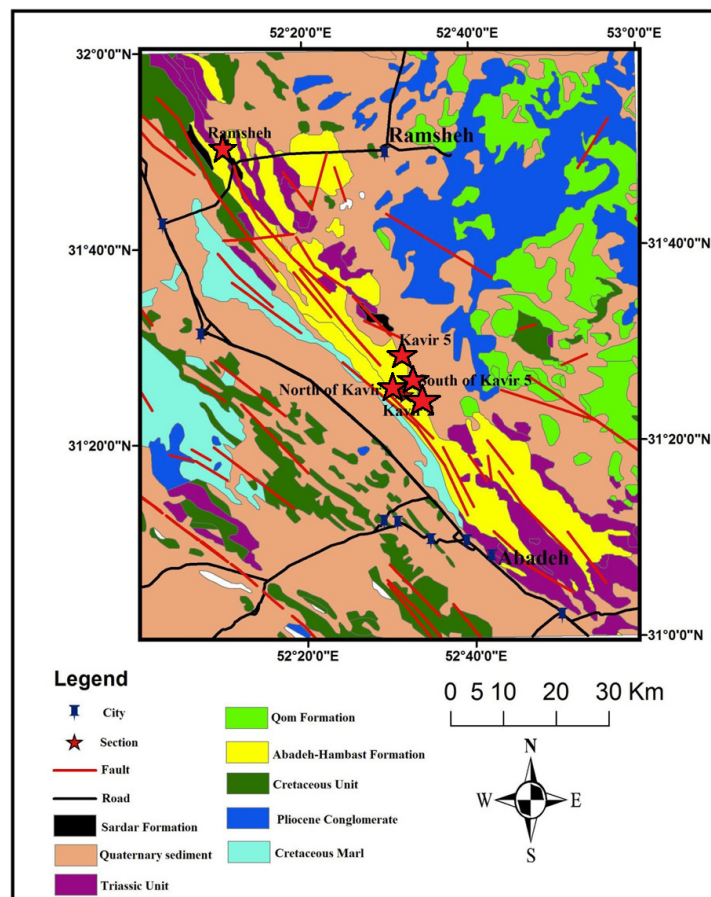 52°20'0"E
52°40'0"E
53°0'0"E
32°0'0"N
Ramsheh
Ramsheh
31°40'0"N
31°40'0"N
Kavir 5
South of Kavir 5
North of Kavir
Kavir
31°20'0"N
31°20'0"N
Abadeh
31°0'0"N
52°20'0"E
52°40'0"E
Legend
City
Section
Fault
Road
Sardar Formation
Quaternary sediment
Triassic Unit
Qom Formation
Abadeh-Hambast Formation
Cretaceous Unit
Pliocene Conglomerate
Cretaceous Marl
0 5 10 20 30 Km
N
W E
S